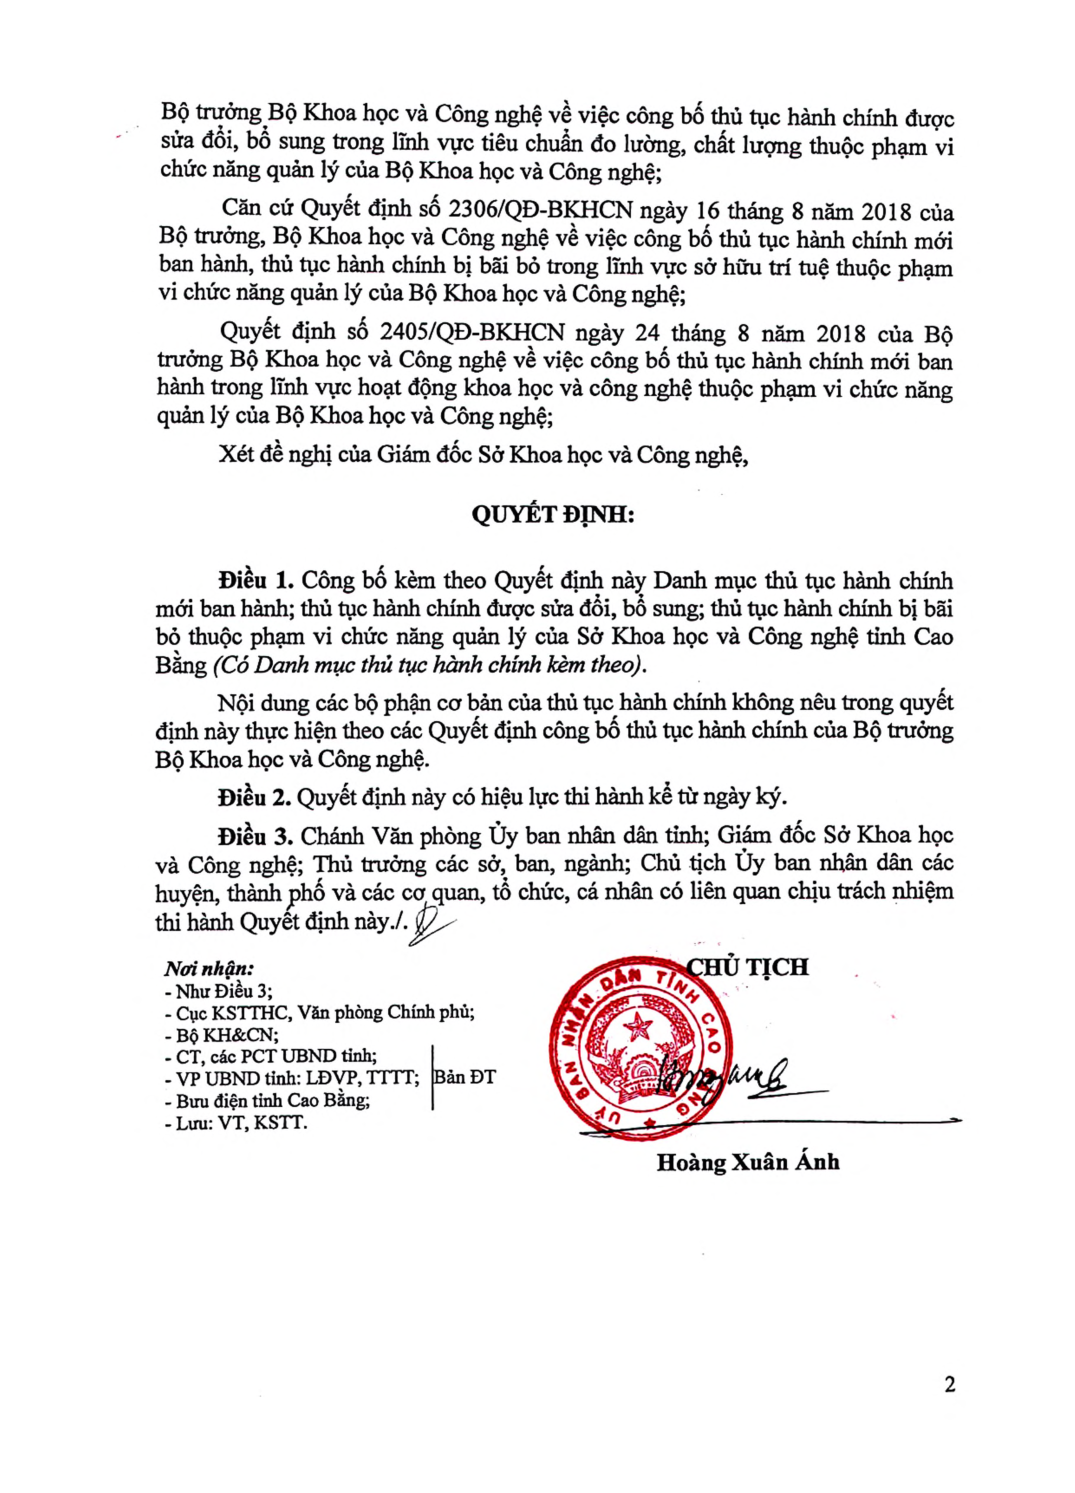 Bộ trưởng Bộ Khoa học và Công nghệ về việc công bố thủ tục hành chính được
sửa đổi, bổ sung trong lĩnh vực tiêu chuẩn đo lường, chất lượng thuộc phạm vi
chức năng quản lý của Bộ Khoa học và Công nghệ;
Căn cứ Quyết định số 2306/QĐ-BKHCN ngày 16 tháng 8 năm 2018 của
Bộ trưởng, Bộ Khoa học và Công nghệ về việc công bố thủ tục hành chính mới
ban hành, thủ tục hành chính bị bãi bỏ trong lĩnh vực sở hữu trí tuệ thuộc phạm
vi chức năng quản lý của Bộ Khoa học và Công nghệ;
Quyết định số 2405/QĐ-BKHCN ngày 24 tháng 8 năm 2018 của Bộ
trưởng Bộ Khoa học và Công nghệ về việc công bố thủ tục hành chính mới ban
hành trong lĩnh vực hoạt động khoa học và công nghệ thuộc phạm vi chức năng
quản lý của Bộ Khoa học và Công nghệ;
Xét đề nghị của Giám đốc Sở Khoa học và Công nghệ,
QUYẾT ĐỊNH:
Điều 1. Công bố kèm theo Quyết định này Danh mục thủ tục hành chính
mới ban hành; thủ tục hành chính được sửa đổi, bổ sung; thủ tục hành chính bị bãi
bỏ thuộc phạm vi chức năng quản lý của Sở Khoa học và Công nghệ tỉnh Cao
Bằng (Có Danh mục thủ tục hành chính kèm theo).
Nội dung các bộ phận cơ bản của thủ tục hành chính không nêu trong quyết
định này thực hiện theo các Quyết định công bố thủ tục hành chính của Bộ trưởng
Bộ Khoa học và Công nghệ.
Điều 2. Quyết định này có hiệu lực thi hành kể từ ngày ký.
Điều 3. Chánh Văn phòng Ủy ban nhân dân tỉnh; Giám đốc Sở Khoa học
và Công nghệ; Thủ trưởng các sở, ban, ngành; Chủ tịch Ủy ban nhân dân các
huyện, thành phố và các cơ quan, tổ chức, cá nhân có liên quan chịu trách nhiệm
thi hành Quyết định này./.
Nơi nhận:
- Như Điều 3;
- Cục KSTTHC, Văn phòng Chính phủ;
- Bộ KH&CN;
- CT, các PCT UBND tỉnh;
- VP UBND tỉnh: LĐVP, TTTT; Bản ĐT
- Bưu điện tỉnh Cao Bằng;
- Lưu: VT, KSTT.
CHỦ TỊCH
ỦY BAN NHÂN DÂN TỈNH CAO BẰNG
Hoàng Xuân Ánh
2